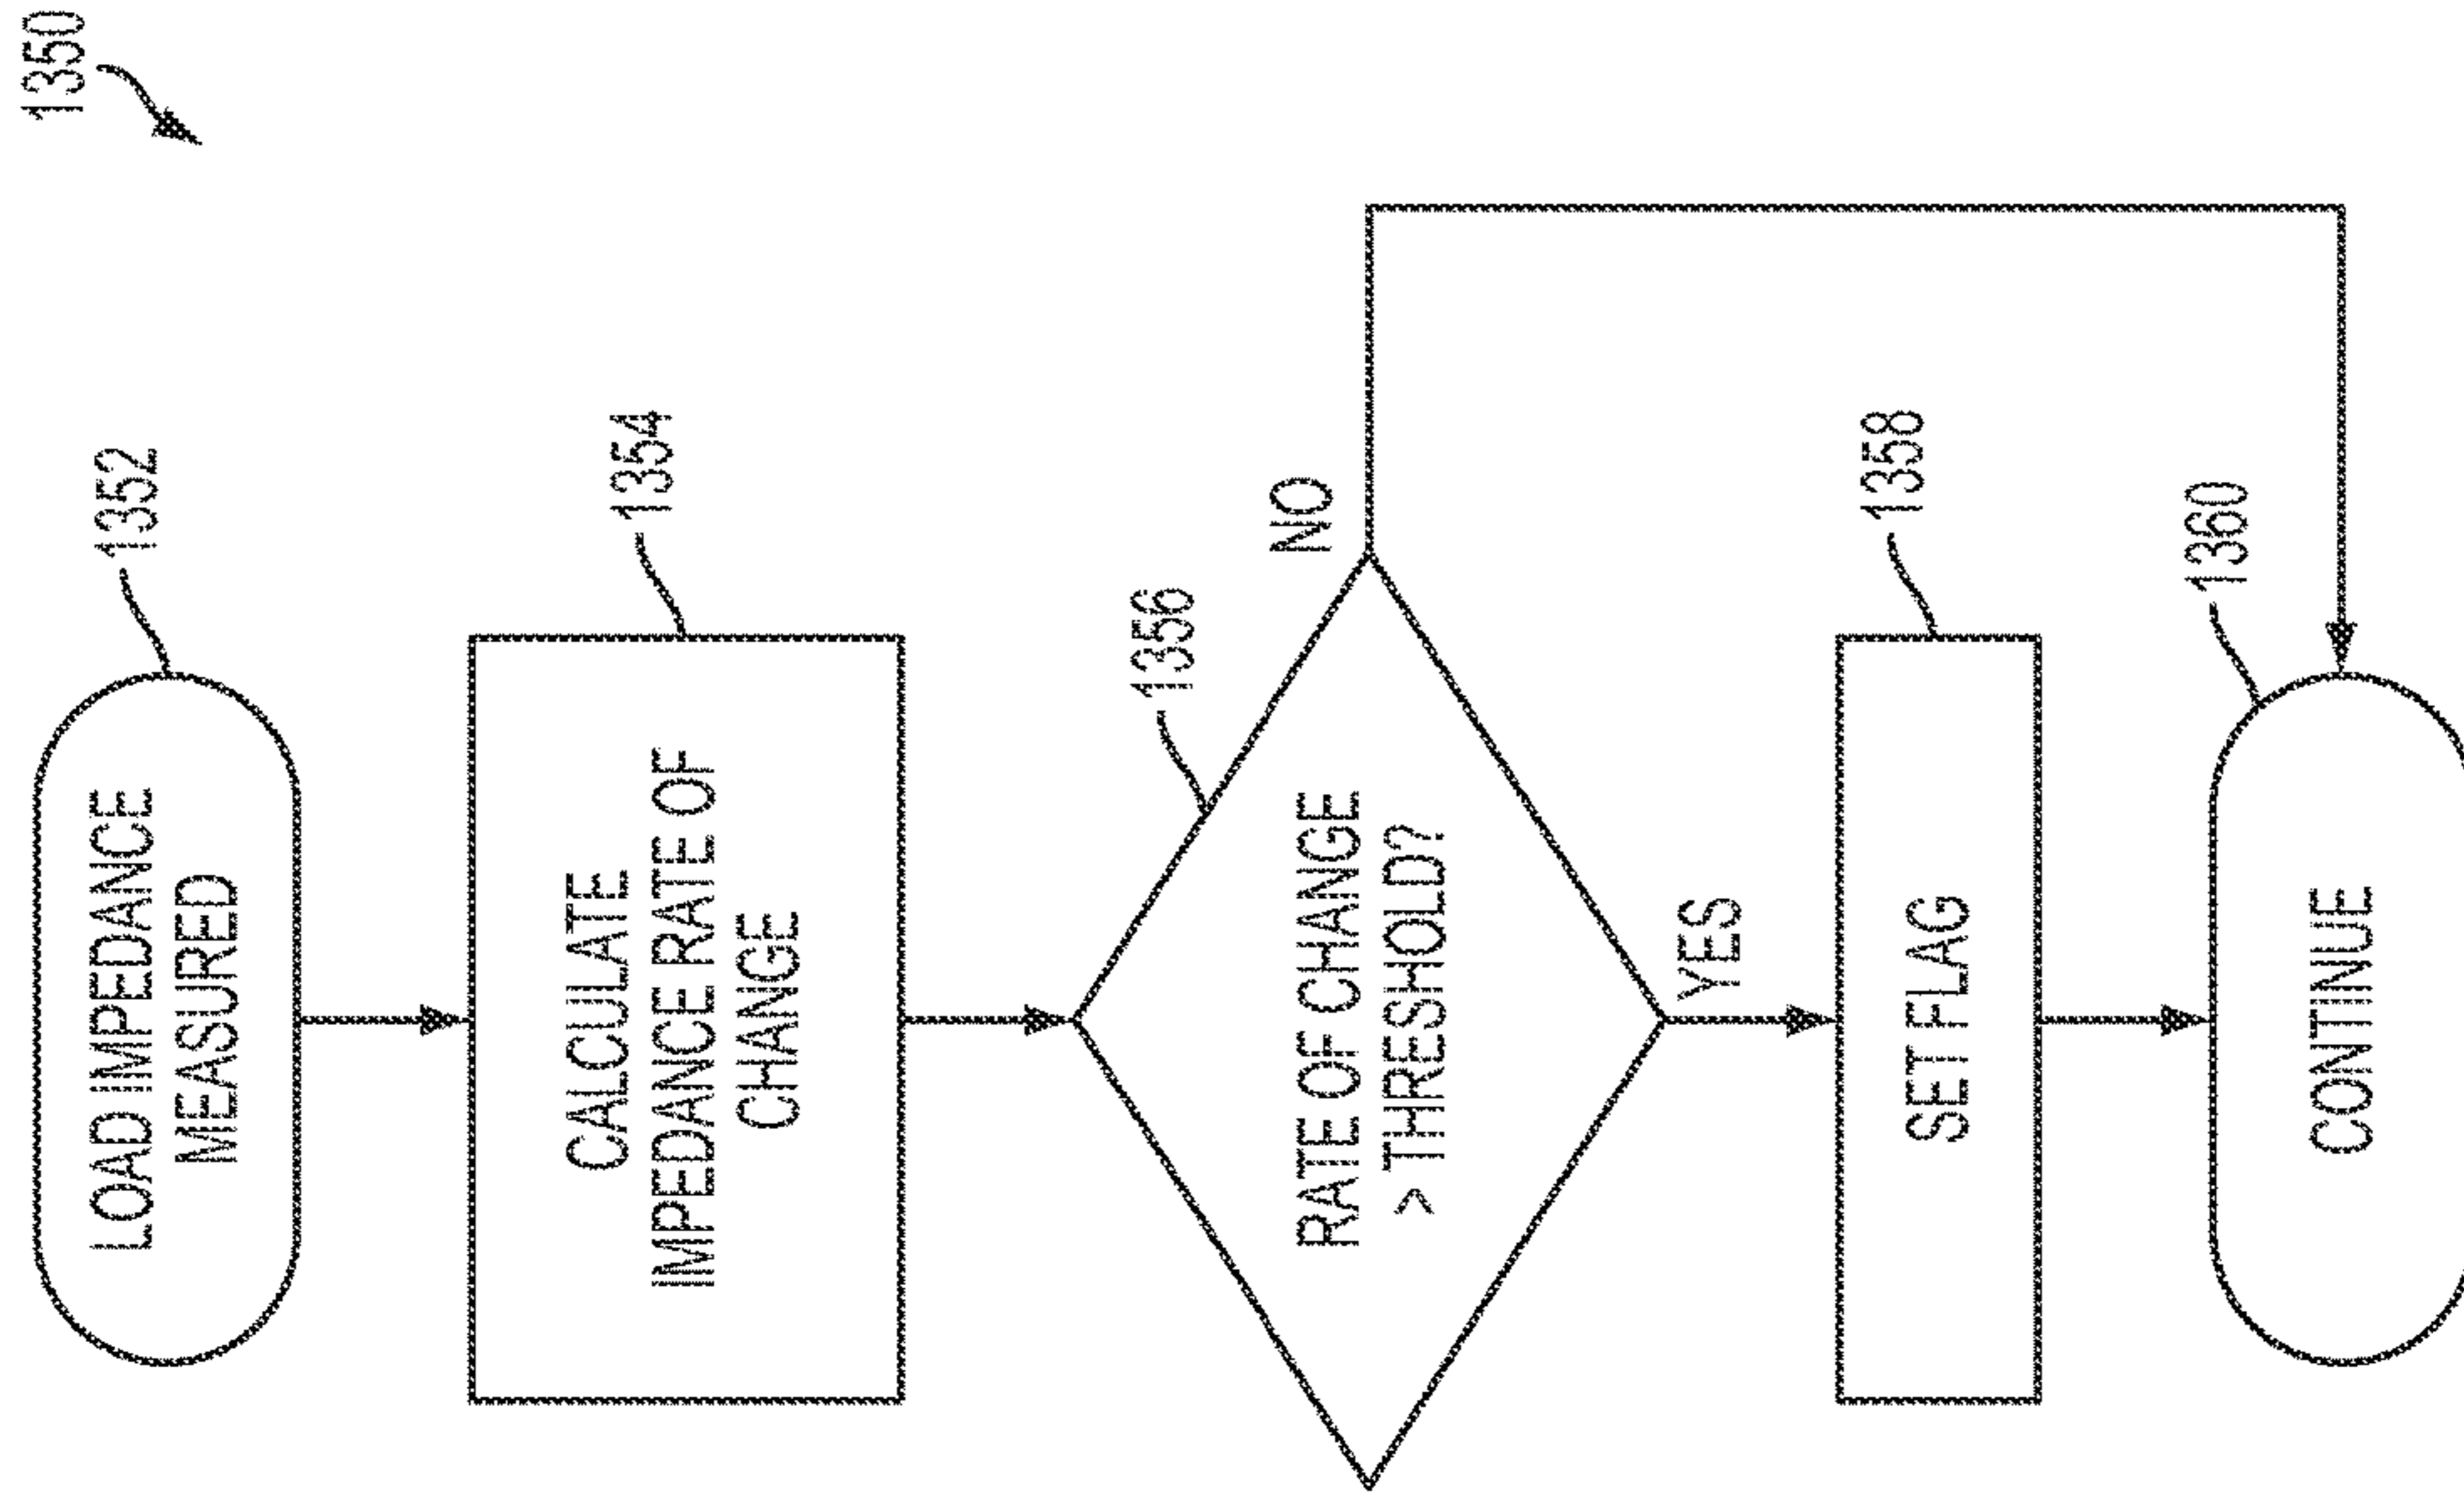 1350
LOAD IMPEDANCE
MEASURED
1352
CALCULATE
IMPEDANCE RATE OF
CHANGE
1354
RATE OF CHANGE
> THRESHOLD?
1356
NO
YES
SET FLAG
1358
CONTINUE
1360